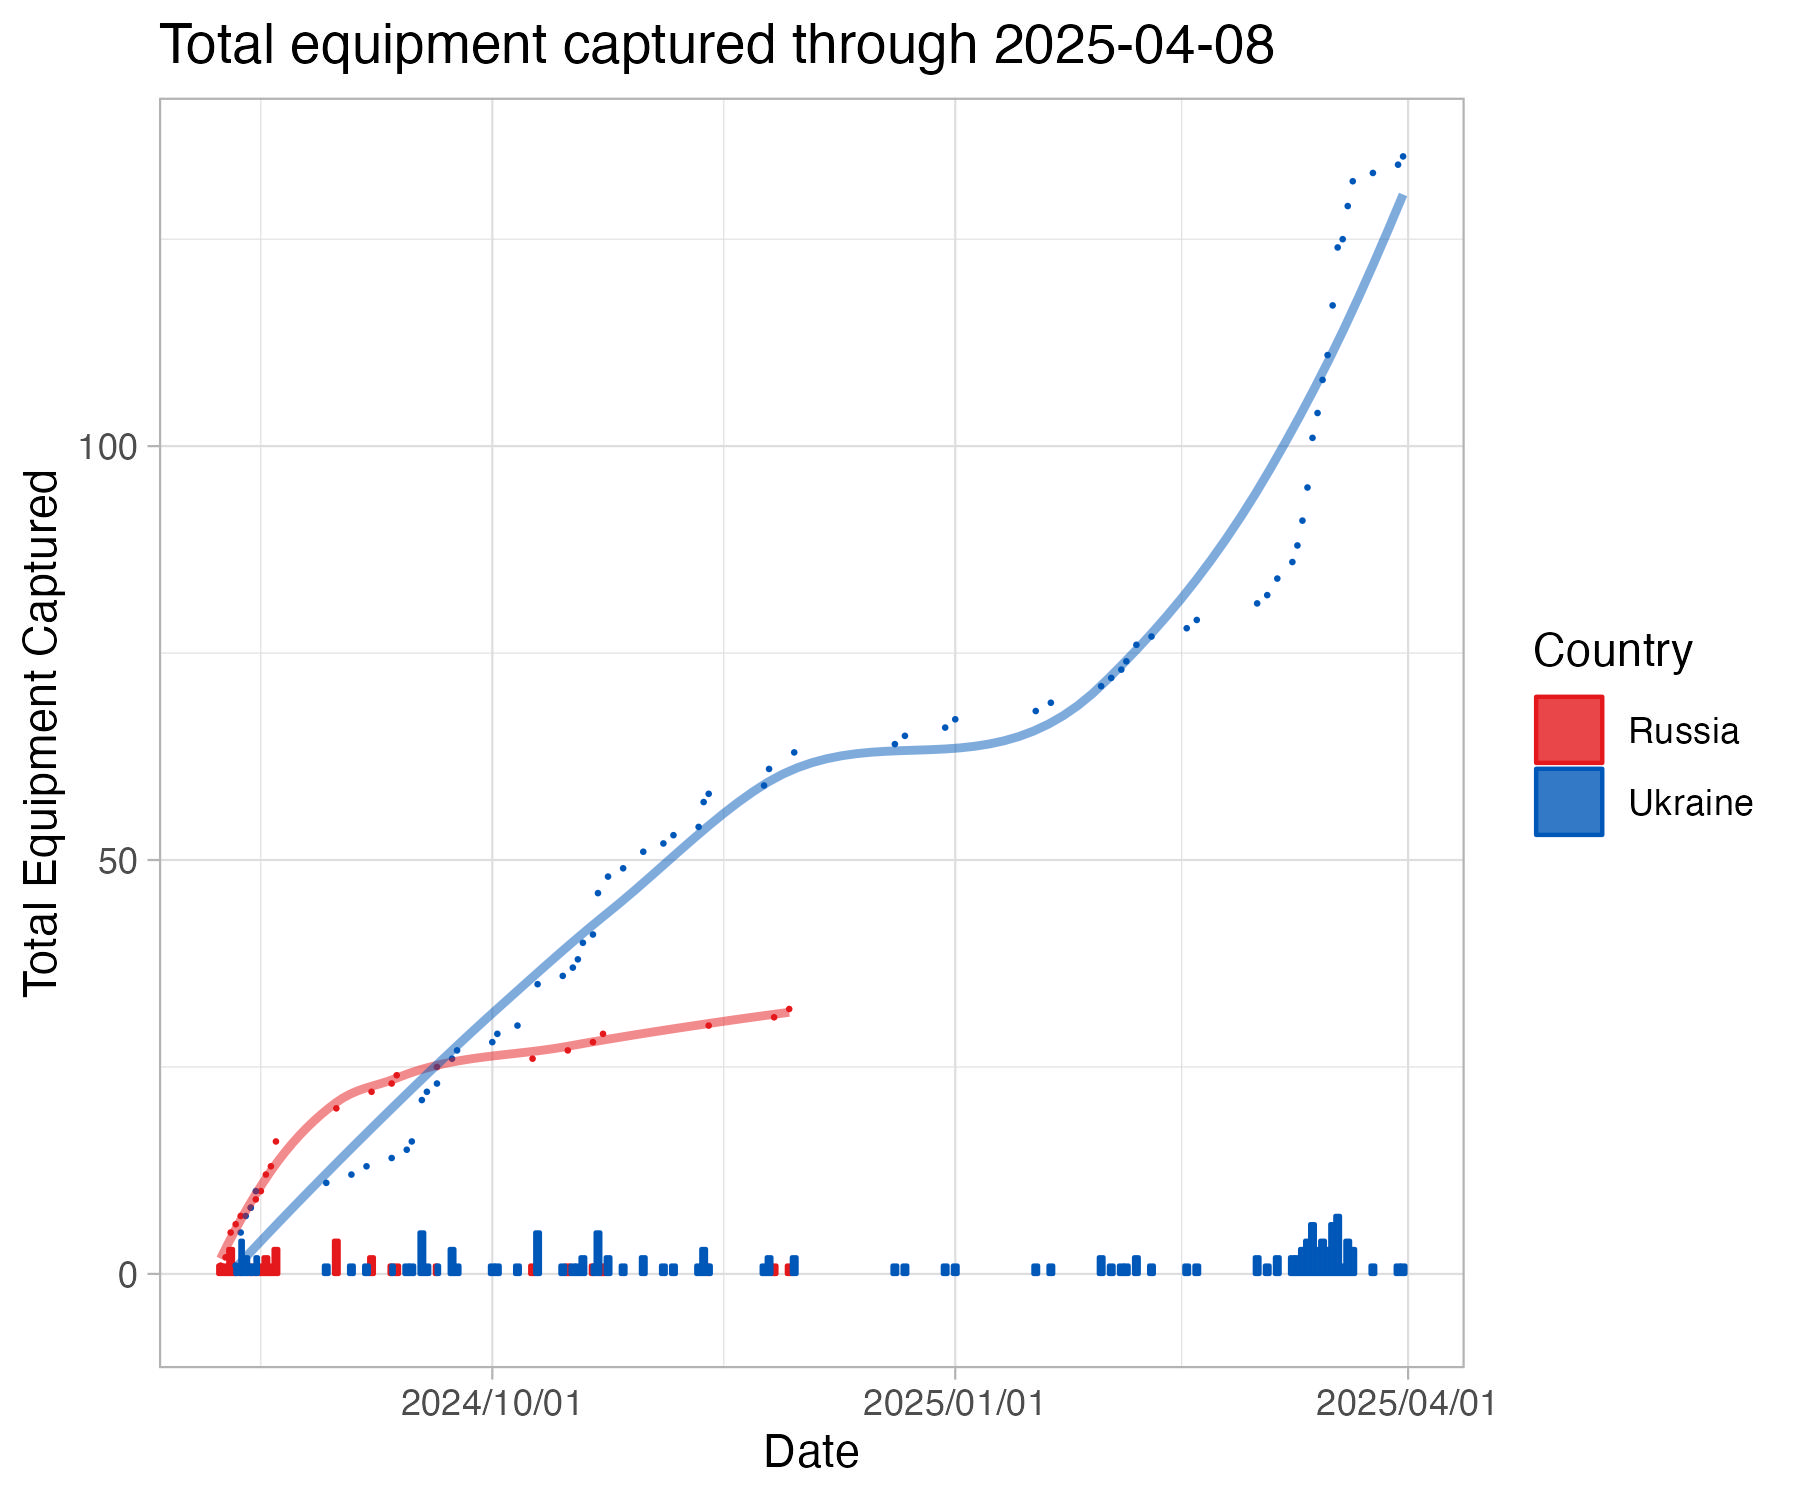 Total equipment captured through 2025-04-08
Total Equipment Captured
100
50
0
2024/10/01
2025/01/01
2025/04/01
Date
Country
Russia
Ukraine